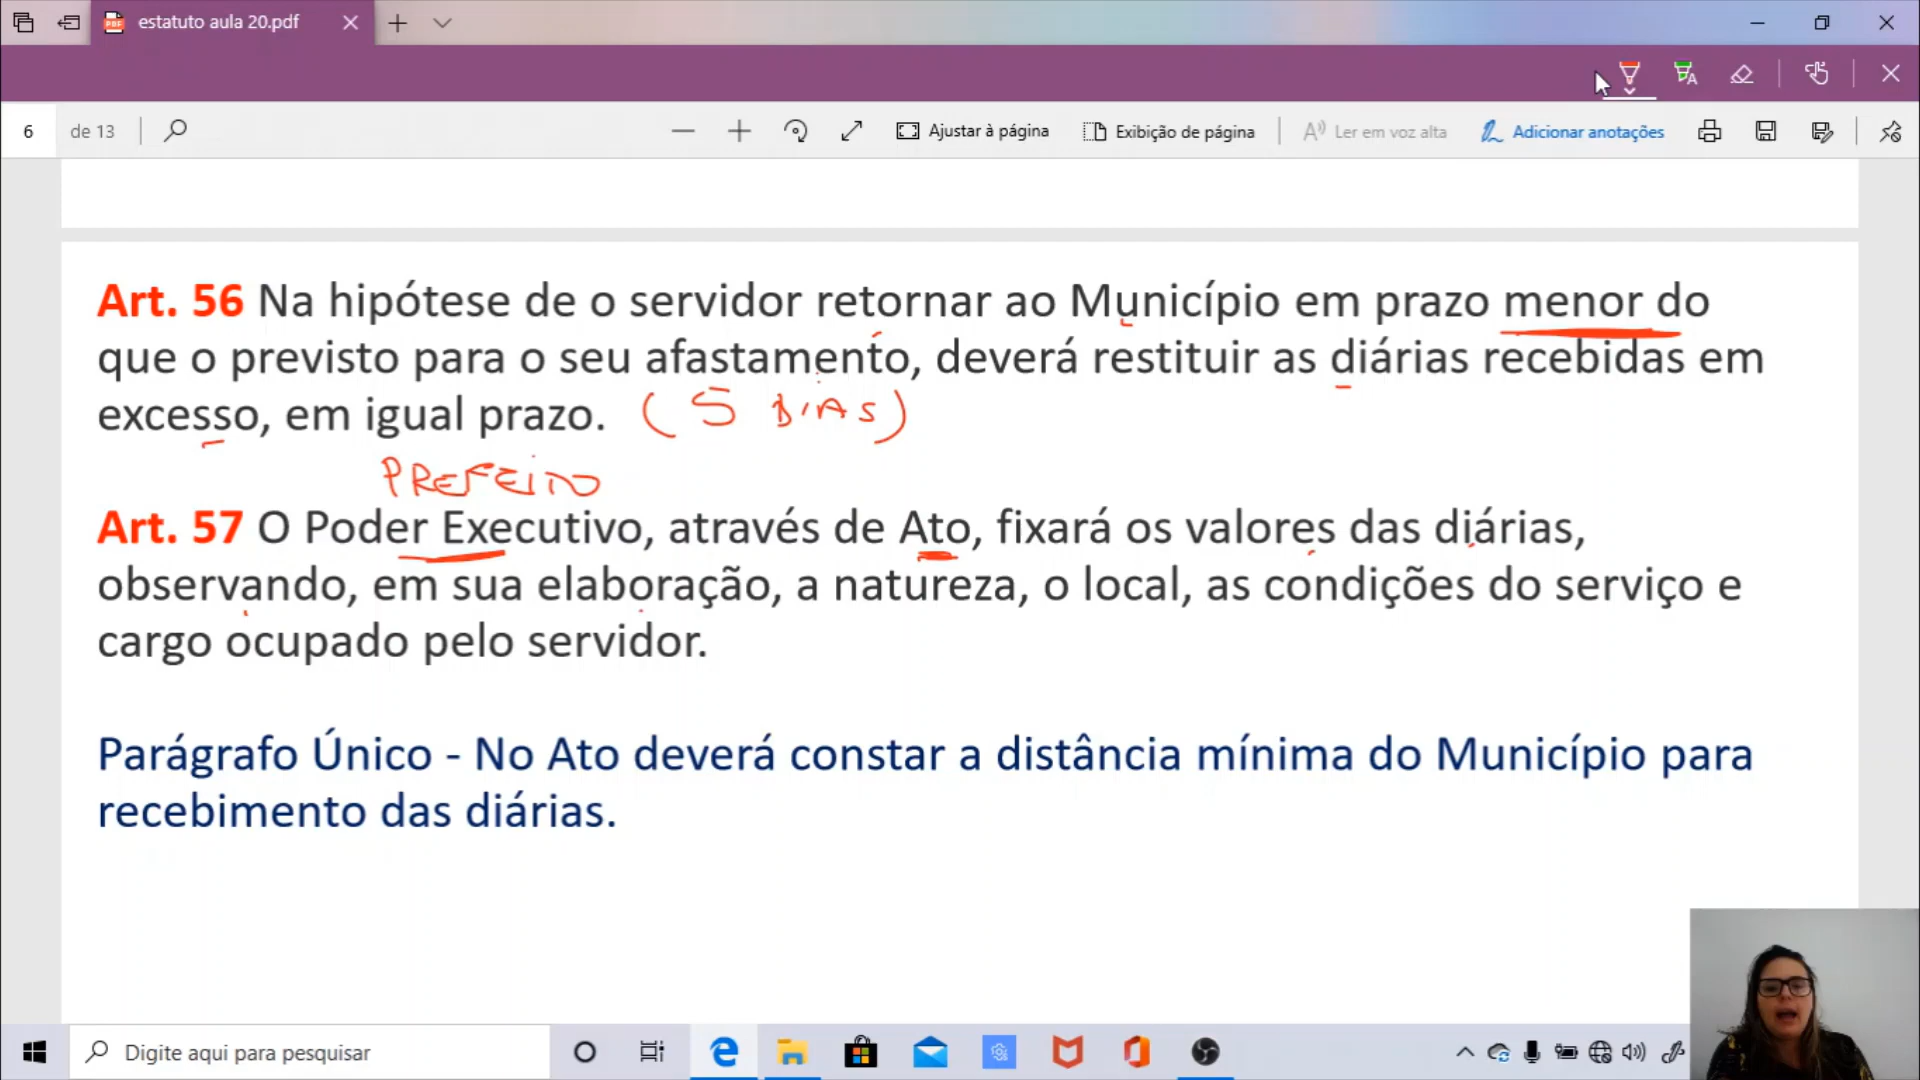 estatuto aula 20.pdf
6 de 13
Ajustar à página
Exibição de página
Ler em voz alta
Adicionar anotações
Art. 56 Na hipótese de o servidor retornar ao Município em prazo menor do
que o previsto para o seu afastamento, deverá restituir as diárias recebidas em
excesso, em igual prazo. (5 DIAS)
PREFEITO
Art. 57 O Poder Executivo, através de Ato, fixará os valores das diárias,
observando, em sua elaboração, a natureza, o local, as condições do serviço e
cargo ocupado pelo servidor.
Parágrafo Único - No Ato deverá constar a distância mínima do Município para
recebimento das diárias.
Digite aqui para pesquisar